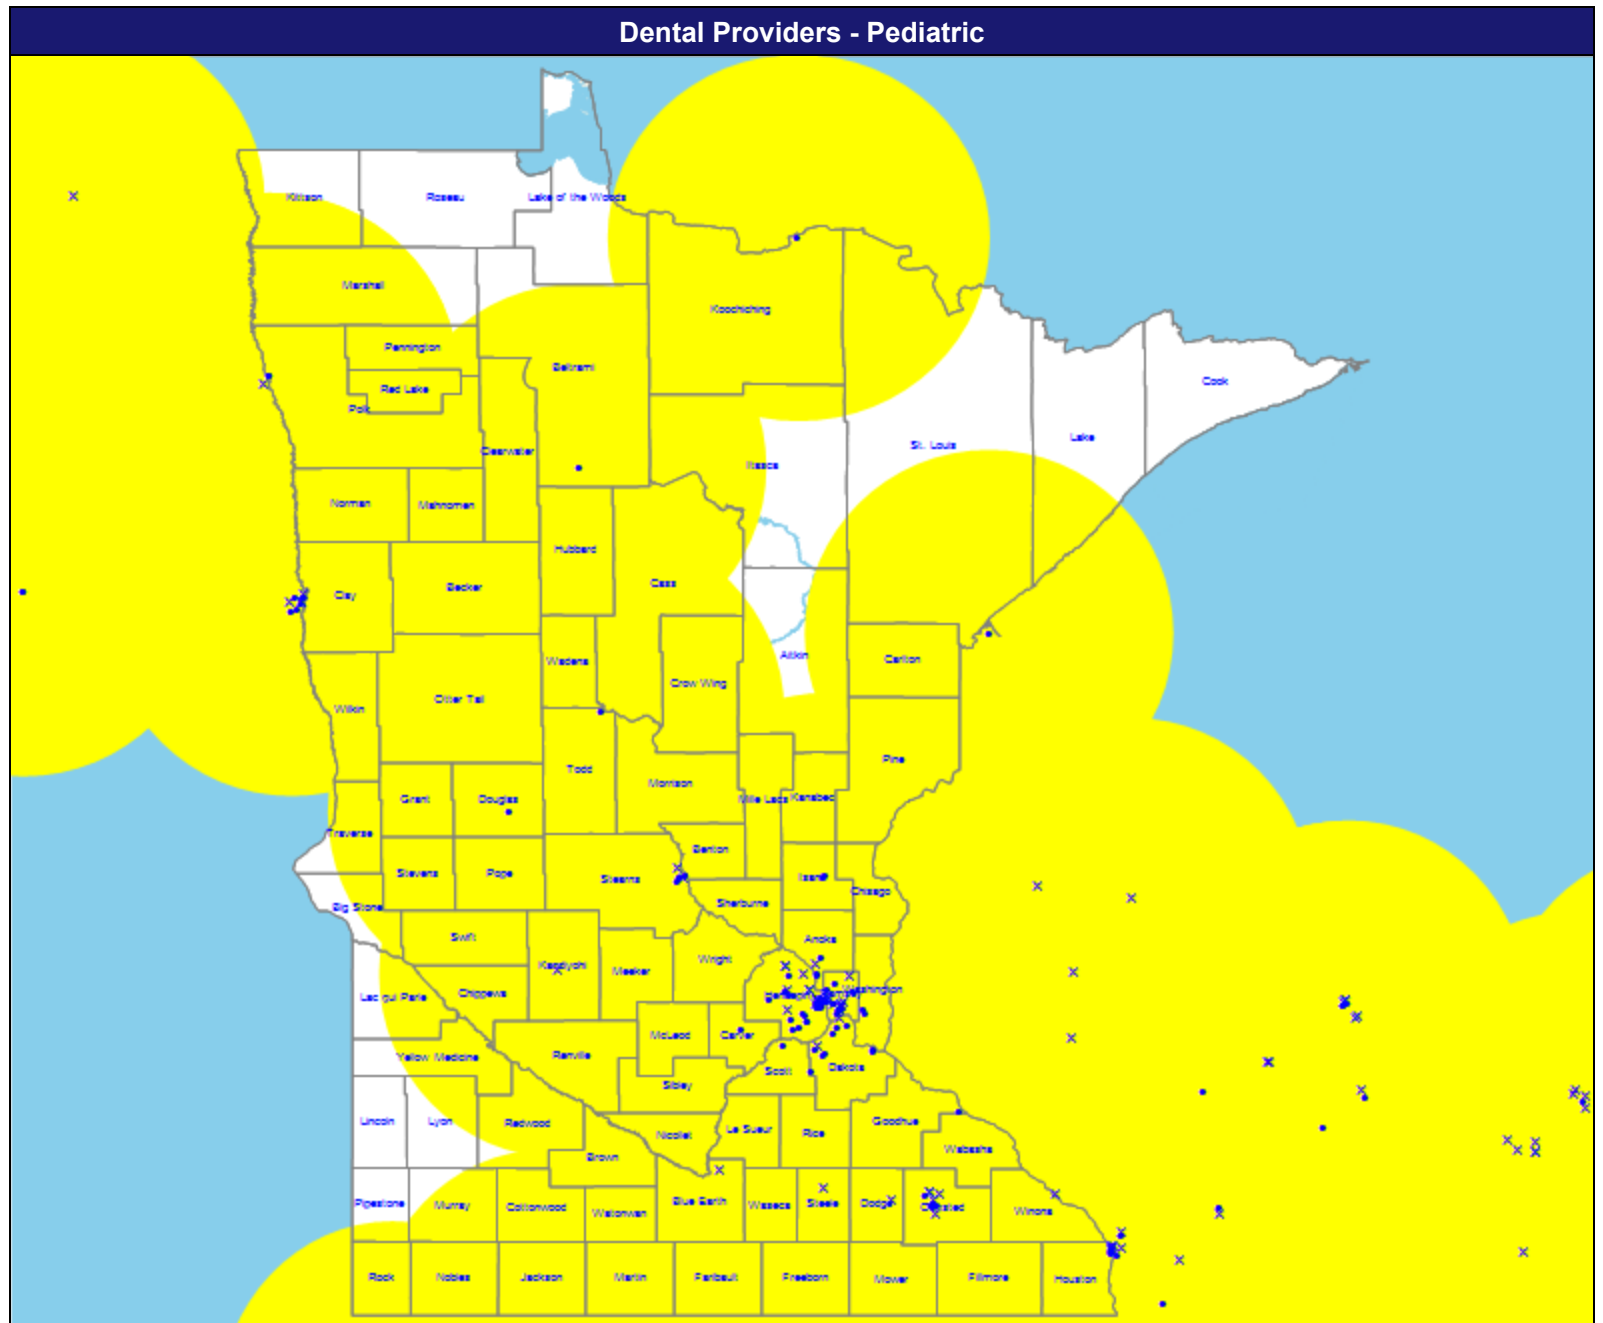 Dental Providers - Pediatric
Kittson
Roseau
Lake of the Woods
Marshall
Koochiching
Pennington
Beltrami
Red Lake
Polk
Cook
Lake
St. Louis
Clearwater
Itasca
Norman
Mahnomen
Hubbard
Cass
Becker
Clay
Aitkin
Carlton
Wadena
Crow Wing
Otter Tail
Wilkin
Pine
Todd
Morrison
Grant
Douglas
Mille Lacs
Kanabec
Traverse
Benton
Stevens
Pope
Stearns
Isanti
Chisago
Sherburne
Big Stone
Swift
Anoka
Wright
Kandiyohi
Meeker
Washington
Chippewa
Lac qui Parle
McLeod
Carver
Renville
Yellow Medicine
Scott
Dakota
Sibley
Lincoln
Lyon
Redwood
Goodhue
Le Sueur
Rice
Nicollet
Wabasha
Brown
Pipestone
Murray
Cottonwood
Watonwan
Blue Earth
Waseca
Steele
Dodge
Olmsted
Winona
Rock
Nobles
Jackson
Martin
Faribault
Freeborn
Mower
Fillmore
Houston